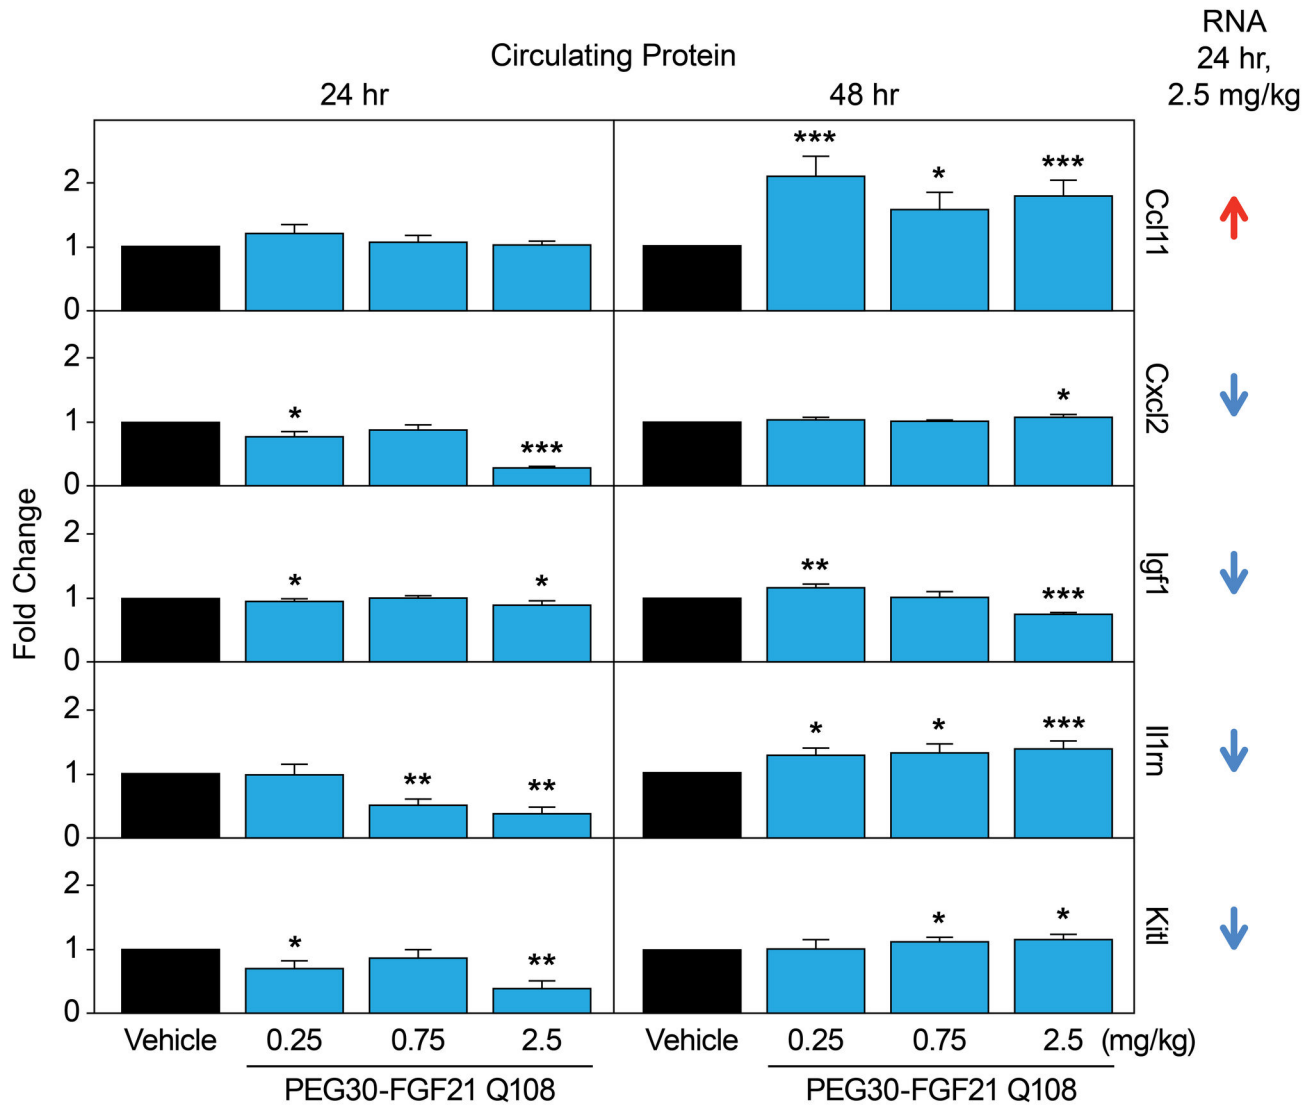 RNA
24 hr,
2.5 mg/kg
Circulating Protein
24 hr 48 hr
Fold Change
2
1
0
*** * ***
Ccl11
2
1
0
* *** *
Cxcl2
2
1
0
* * ** ***
Igf1
2
1
0
** ** * * ***
Il1rn
2
1
0
* ** * *
Kitl
Vehicle 0.25 0.75 2.5 Vehicle 0.25 0.75 2.5 (mg/kg)
PEG30-FGF21 Q108 PEG30-FGF21 Q108